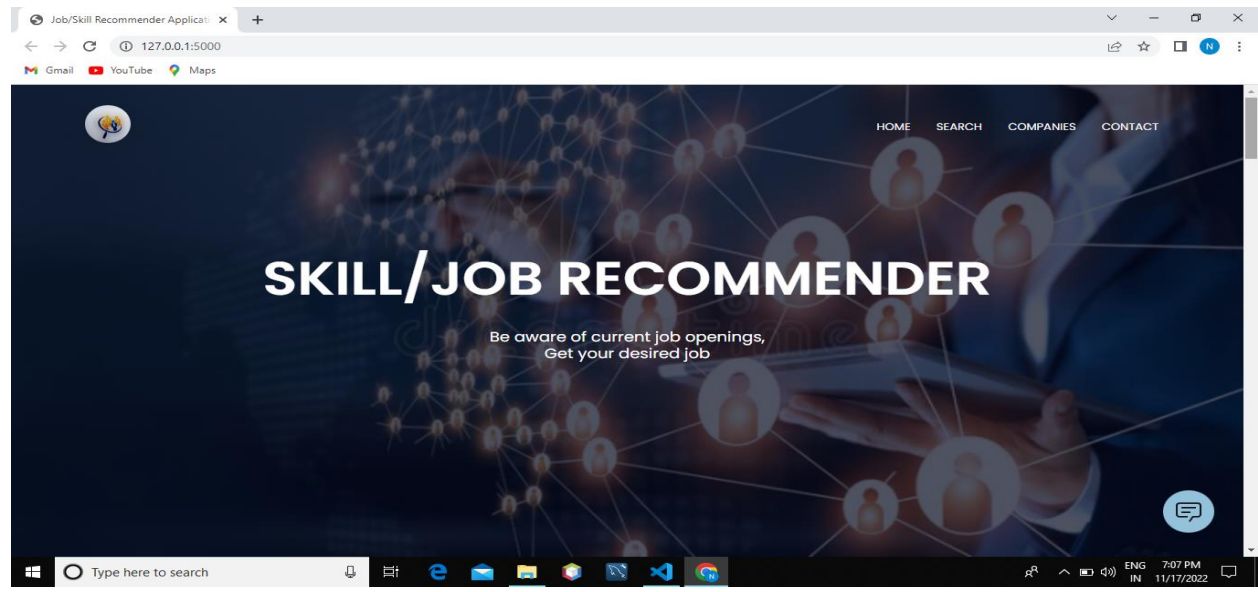 Job/Skill Recommender Applicati
127.0.0.1:5000
N
Gmail YouTube Maps
HOME SEARCH COMPANIES CONTACT
SKILL/JOB RECOMMENDER
Be aware of current job openings,
Get your desired job
Type here to search
ENG 7:07 PM
IN 11/17/2022